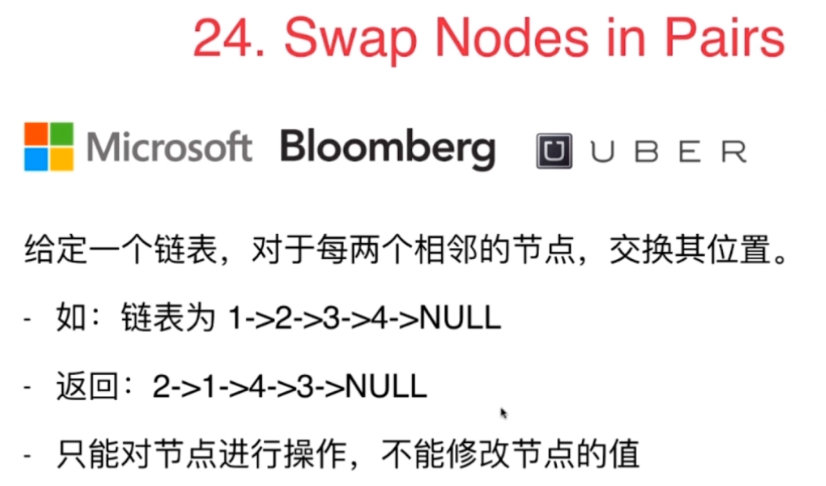 24. Swap Nodes in Pairs
Microsoft Bloomberg UBER
给定一个链表，对于每两个相邻的节点，交换其位置。
- 如：链表为 1->2->3->4->NULL
- 返回：2->1->4->3->NULL
- 只能对节点进行操作，不能修改节点的值